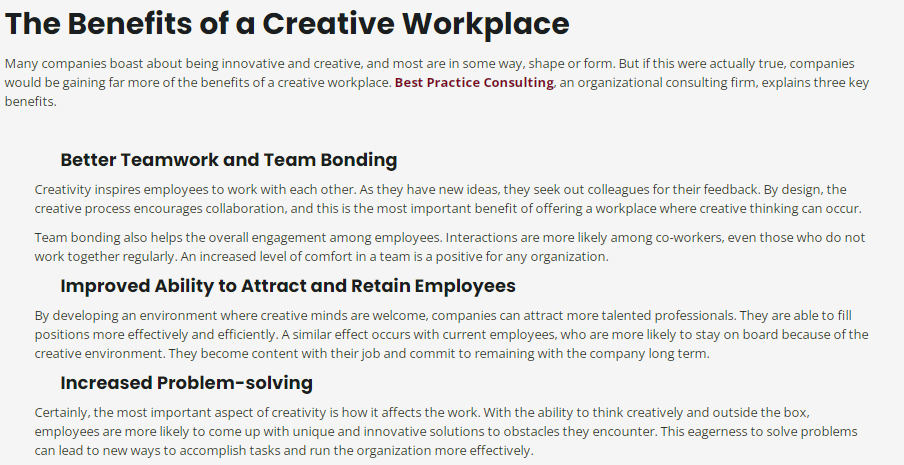 The Benefits of a Creative Workplace
Many companies boast about being innovative and creative, and most are in some way, shape or form. But if this were actually true, companies
would be gaining far more of the benefits of a creative workplace. Best Practice Consulting, an organizational consulting firm, explains three key
benefits.
Better Teamwork and Team Bonding
Creativity inspires employees to work with each other. As they have new ideas, they seek out colleagues for their feedback. By design, the
creative process encourages collaboration, and this is the most important benefit of offering a workplace where creative thinking can occur.
Team bonding also helps the overall engagement among employees. Interactions are more likely among co-workers, even those who do not
work together regularly. An increased level of comfort in a team is a positive for any organization.
Improved Ability to Attract and Retain Employees
By developing an environment where creative minds are welcome, companies can attract more talented professionals. They are able to fill
positions more effectively and efficiently. A similar effect occurs with current employees, who are more likely to stay on board because of the
creative environment. They become content with their job and commit to remaining with the company long term.
Increased Problem-solving
Certainly, the most important aspect of creativity is how it affects the work. With the ability to think creatively and outside the box,
employees are more likely to come up with unique and innovative solutions to obstacles they encounter. This eagerness to solve problems
can lead to new ways to accomplish tasks and run the organization more effectively.